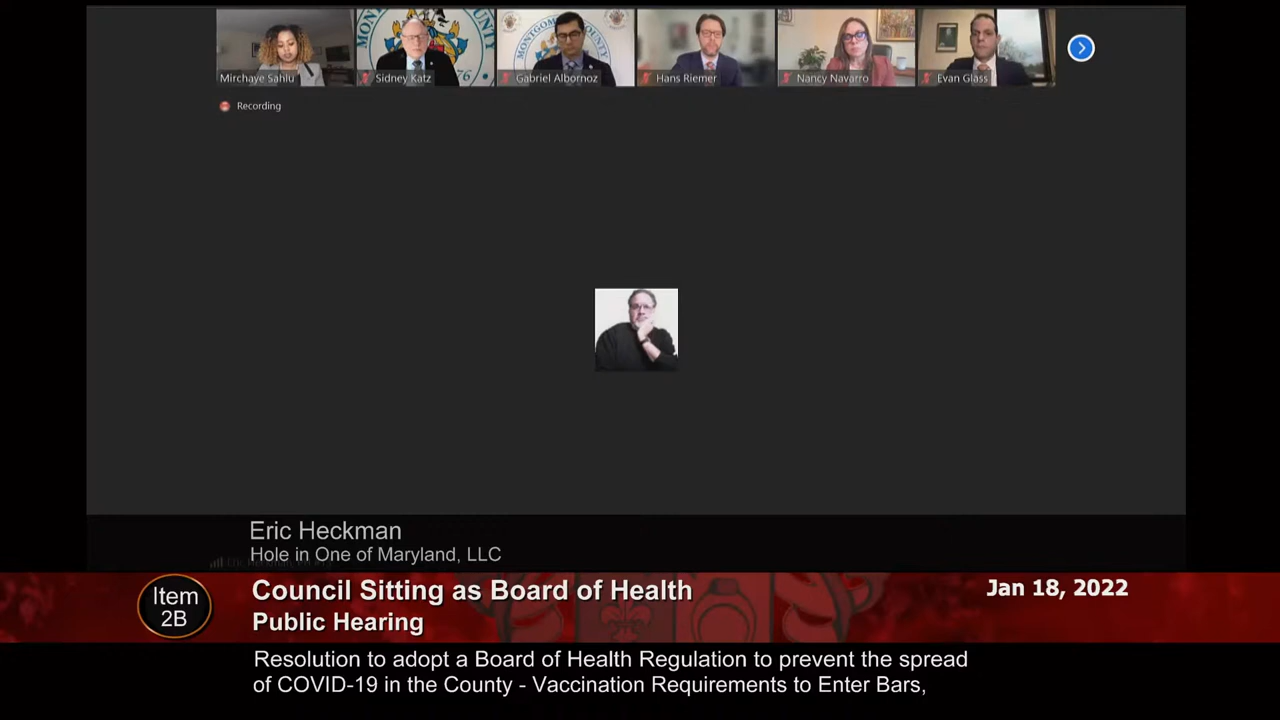 MONTGOMERY COUNTY
Mirchaye Sahlu
Sidney Katz
Gabriel Albornoz
Hans Riemer
Nancy Navarro
Evan Glass
Recording
Eric Heckman
Hole in One of Maryland, LLC
Item
2B
Council Sitting as Board of Health
Public Hearing
Jan 18, 2022
Resolution to adopt a Board of Health Regulation to prevent the spread
of COVID-19 in the County - Vaccination Requirements to Enter Bars,